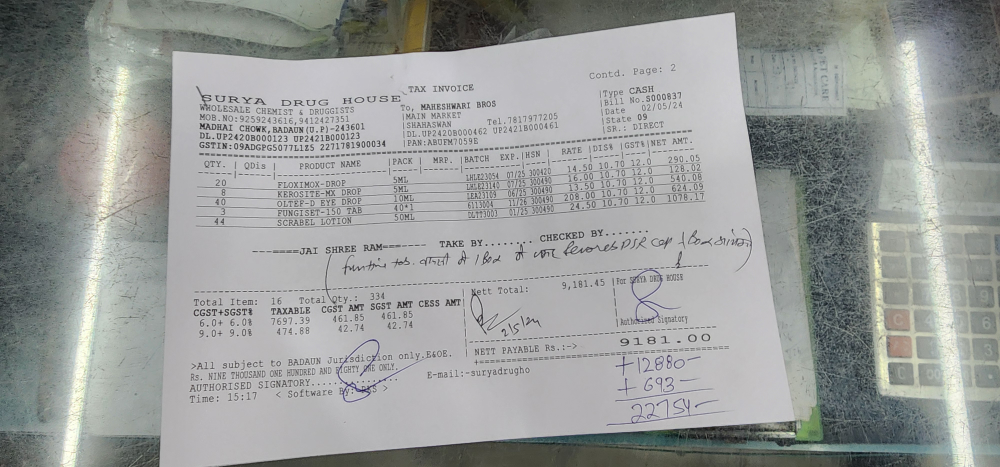 Contd. Page: 2
TAX INVOICE
SURYA DRUG HOUSE
WHOLESALE CHEMIST & DRUGGISTS
MOB.NO:9259243616,9412427351
MADHAI CHOWK,BADAUN(U.P)-243601
DL.UP2420B000123 UP2421B000123
GSTIN:09ADGPG5077L1Z5 2271781900034
To, MAHESHWARI BROS
MAIN MARKET
SHAHASWAN Tel.7817977205
DL.UP2420B000462 UP2421B000461
PAN:ABUFM7059E
Type CASH
Bill No.S000837
Date 02/05/24
State 09
SR.: DIRECT
QTY. | QDis | PRODUCT NAME |PACK | MRP. |BATCH EXP.|HSN | RATE |DIS% |GST%|NET AMT.
20 FLOXIMOX-DROP 5ML LHLE23054 07/25 300420 14.50 10.70 12.0 290.05
8 KEROSITE-MX DROP 5ML LHLE23140 07/25 300490 16.00 10.70 12.0 128.02
40 OLTEF-D EYE DROP 10ML LEA23129 06/25 300490 13.50 10.70 12.0 540.08
3 FUNGISET-150 TAB 40*1 6113004 11/26 300490 208.00 10.70 12.0 624.09
44 SCRABEL LOTION 50ML DLTT3003 01/25 300490 24.50 10.70 12.0 1078.17
-------====JAI SHREE RAM====------ TAKE BY........ CHECKED BY.......
1 Box
Total Item: 16 Total Qty.: 334
CGST+SGST% TAXABLE CGST AMT SGST AMT CESS AMT
6.0+ 6.0% 7697.39 461.85 461.85
9.0+ 9.0% 474.88 42.74 42.74
Nett Total: 9,181.45
2/5/24
For SURYA DRUG HOUSE
Authorised Signatory
NETT PAYABLE Rs.:-> 9181.00
>All subject to BADAUN Jurisdiction only.E&OE.
Rs. NINE THOUSAND ONE HUNDRED AND EIGHTY ONE ONLY.
AUTHORISED SIGNATORY...............
E-mail:-suryadrugho
Time: 15:17 < Software By: >
+12880-
+ 693-
22754-